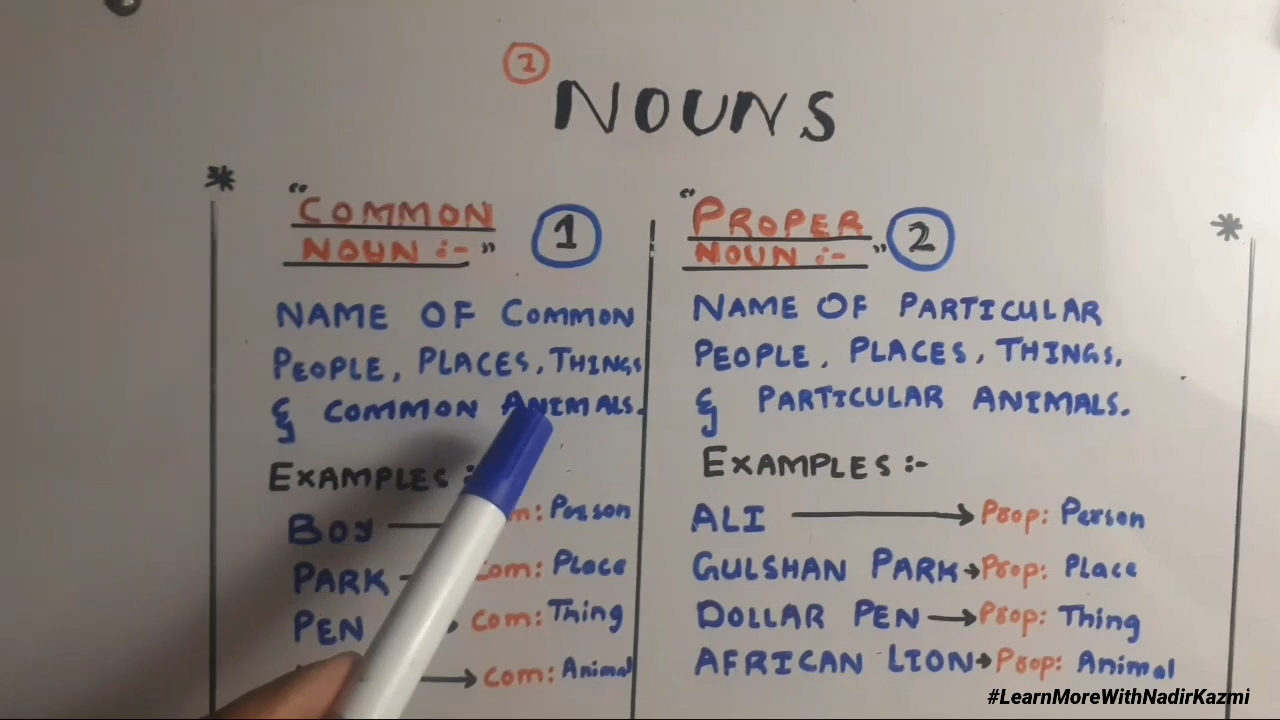 1
NOUNS
"COMMON
NOUN :- "
1
NAME OF COMMON
PEOPLE, PLACES, THINGS
& COMMON ANIMALS.
EXAMPLES :
BOY Person
PARK Com: Place
PEN Com: Thing
Com: Animal
"PROPER
NOUN :- "
2
NAME OF PARTICULAR
PEOPLE, PLACES, THINGS,
& PARTICULAR ANIMALS.
EXAMPLES :-
ALI → Prop: Person
GULSHAN PARK → Prop: Place
DOLLAR PEN → Prop: Thing
AFRICAN LION → Prop: Animal
#LearnMoreWithNadirKazmi